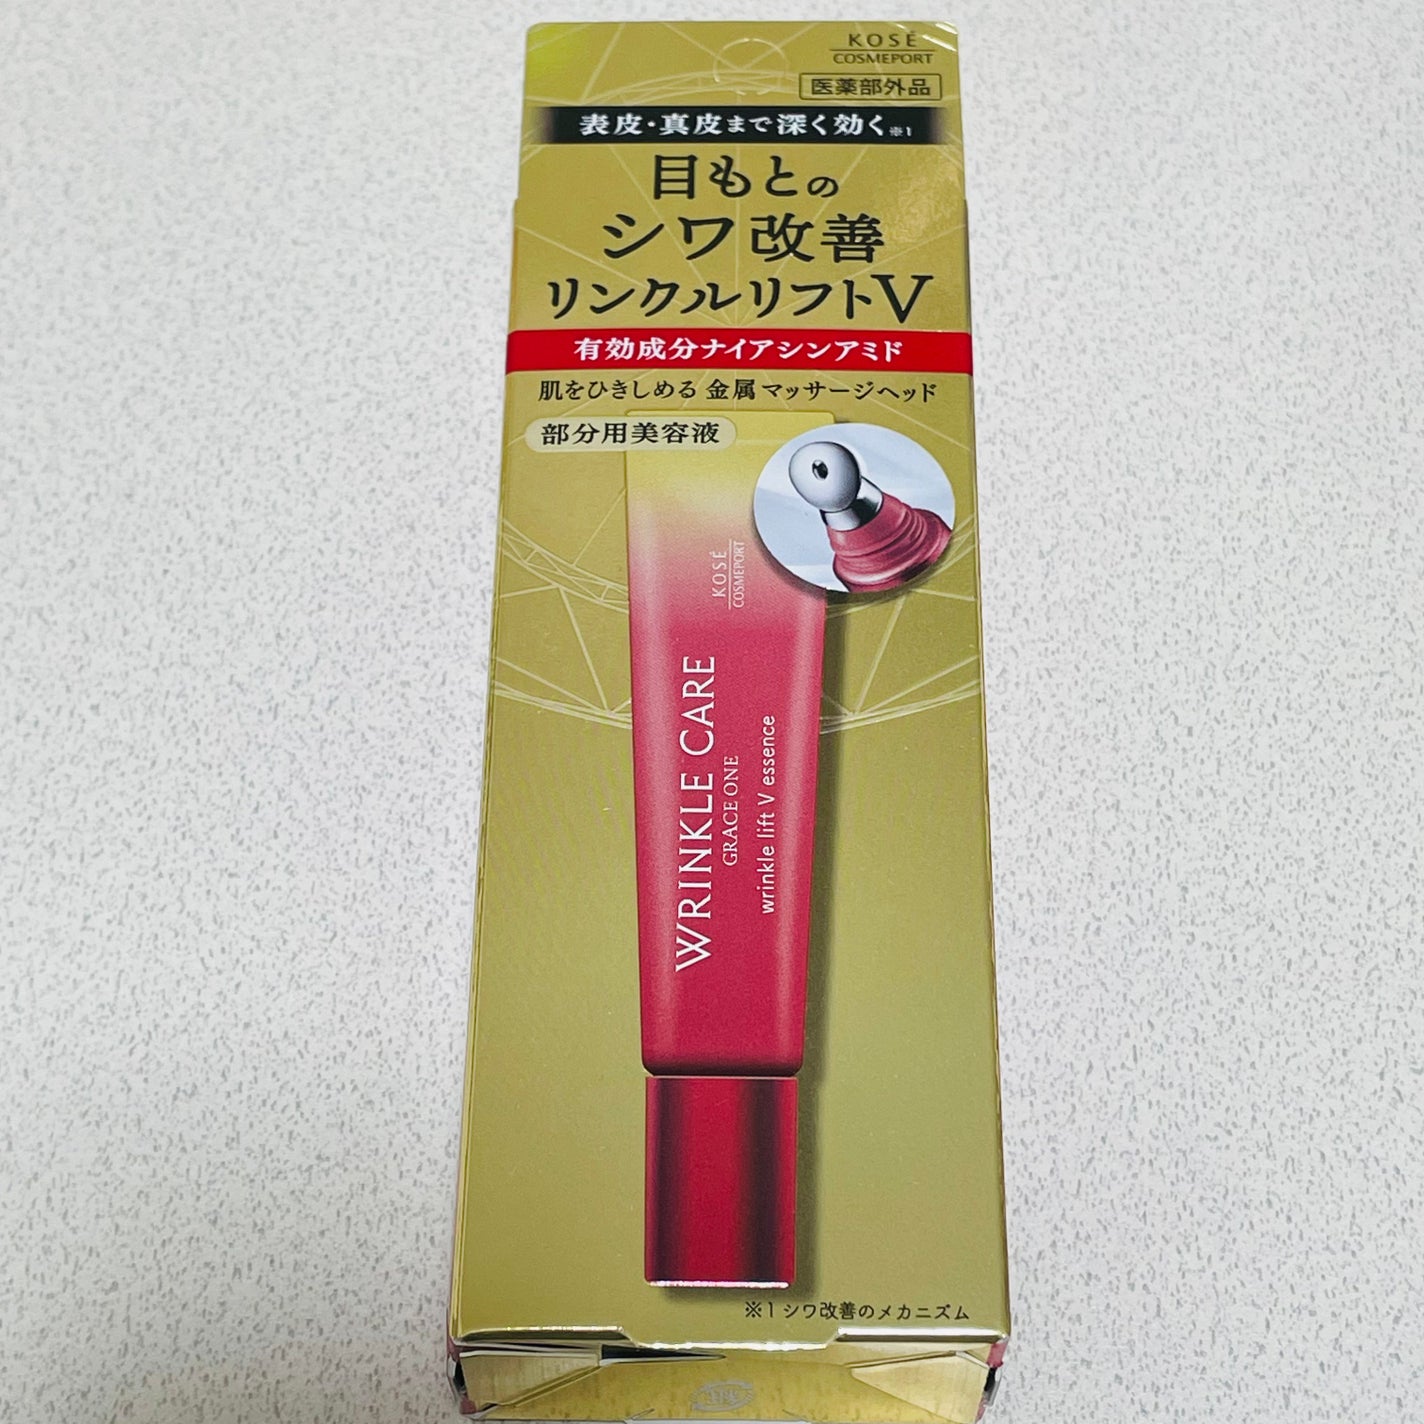 KOSÉ
COSMEPORT
医薬部外品
表皮・真皮まで深く効く※1
目もとの
シワ改善
リンクルリフトV
有効成分ナイアシンアミド
肌をひきしめる 金属マッサージヘッド
部分用美容液
KOSÉ
COSMEPORT
WRINKLE CARE
GRACE ONE
wrinkle lift V essence
※1 シワ改善のメカニズム